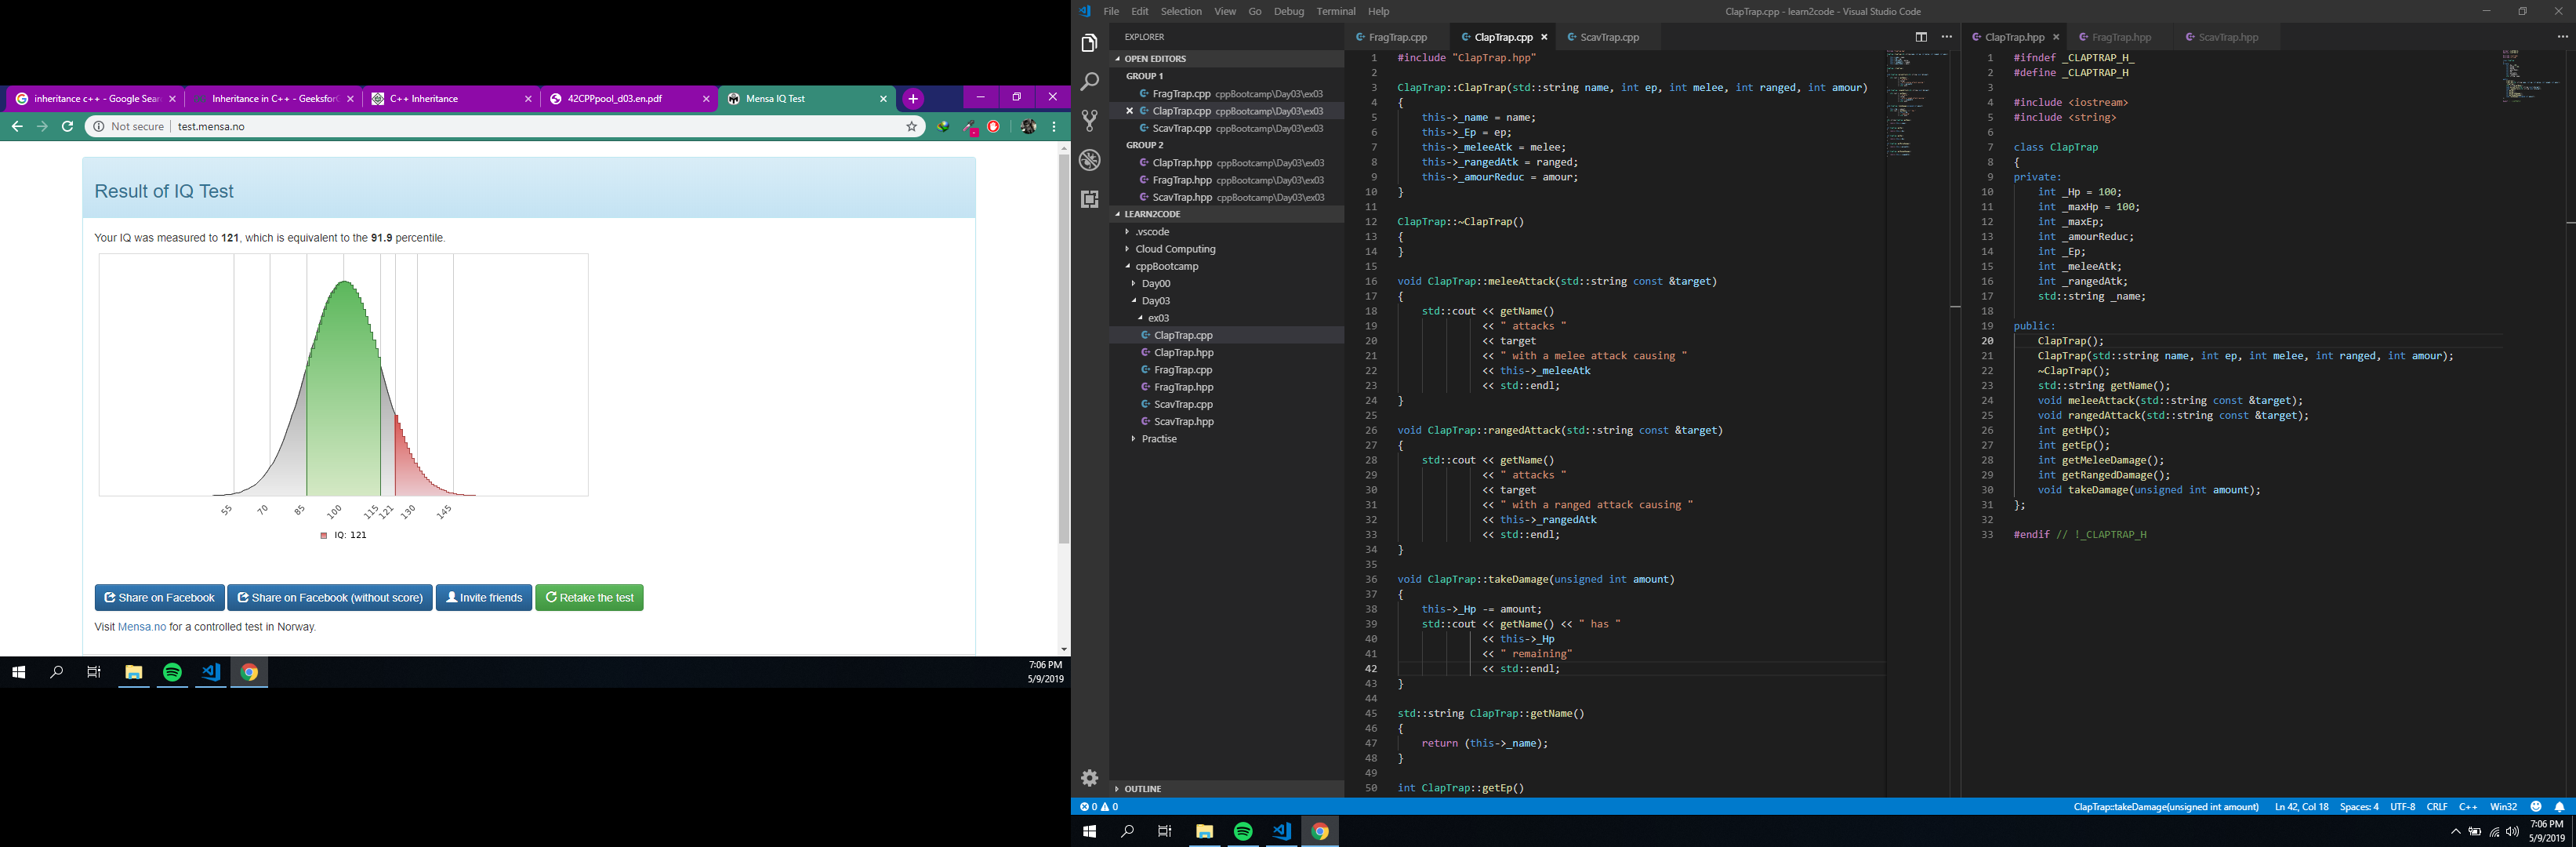 inheritance c++ - Google Sear
Inheritance in C++ - Geeksfor
C++ Inheritance
42CPPpool_d03.en.pdf
Mensa IQ Test
Not secure | test.mensa.no
Result of IQ Test
Your IQ was measured to 121, which is equivalent to the 91.9 percentile.
55 70 85 100 115 121 130 145
IQ: 121
Share on Facebook
Share on Facebook (without score)
Invite friends
Retake the test
Visit Mensa.no for a controlled test in Norway.
7:06 PM
5/9/2019
File Edit Selection View Go Debug Terminal Help
ClapTrap.cpp - learn2code - Visual Studio Code
EXPLORER
OPEN EDITORS
GROUP 1
FragTrap.cpp cppBootcamp\Day03\ex03
ClapTrap.cpp cppBootcamp\Day03\ex03
ScavTrap.cpp cppBootcamp\Day03\ex03
GROUP 2
ClapTrap.hpp cppBootcamp\Day03\ex03
FragTrap.hpp cppBootcamp\Day03\ex03
ScavTrap.hpp cppBootcamp\Day03\ex03
LEARN2CODE
.vscode
Cloud Computing
cppBootcamp
Day00
Day03
ex03
ClapTrap.cpp
ClapTrap.hpp
FragTrap.cpp
FragTrap.hpp
ScavTrap.cpp
ScavTrap.hpp
Practise
OUTLINE
FragTrap.cpp
ClapTrap.cpp
ScavTrap.cpp
1 #include "ClapTrap.hpp"
2
3 ClapTrap::ClapTrap(std::string name, int ep, int melee, int ranged, int amour)
4 {
5 this->_name = name;
6 this->_Ep = ep;
7 this->_meleeAtk = melee;
8 this->_rangedAtk = ranged;
9 this->_amourReduc = amour;
10 }
11
12 ClapTrap::~ClapTrap()
13 {
14 }
15
16 void ClapTrap::meleeAttack(std::string const &target)
17 {
18 std::cout << getName()
19 << " attacks "
20 << target
21 << " with a melee attack causing "
22 << this->_meleeAtk
23 << std::endl;
24 }
25
26 void ClapTrap::rangedAttack(std::string const &target)
27 {
28 std::cout << getName()
29 << " attacks "
30 << target
31 << " with a ranged attack causing "
32 << this->_rangedAtk
33 << std::endl;
34 }
35
36 void ClapTrap::takeDamage(unsigned int amount)
37 {
38 this->_Hp -= amount;
39 std::cout << getName() << " has "
40 << this->_Hp
41 << " remaining"
42 << std::endl;
43 }
44
45 std::string ClapTrap::getName()
46 {
47 return (this->_name);
48 }
49
50 int ClapTrap::getEp()
ClapTrap.hpp
FragTrap.hpp
ScavTrap.hpp
1 #ifndef _CLAPTRAP_H_
2 #define _CLAPTRAP_H
3
4 #include <iostream>
5 #include <string>
6
7 class ClapTrap
8 {
9 private:
10 int _Hp = 100;
11 int _maxHp = 100;
12 int _maxEp;
13 int _amourReduc;
14 int _Ep;
15 int _meleeAtk;
16 int _rangedAtk;
17 std::string _name;
18
19 public:
20 ClapTrap();
21 ClapTrap(std::string name, int ep, int melee, int ranged, int amour);
22 ~ClapTrap();
23 std::string getName();
24 void meleeAttack(std::string const &target);
25 void rangedAttack(std::string const &target);
26 int getHp();
27 int getEp();
28 int getMeleeDamage();
29 int getRangedDamage();
30 void takeDamage(unsigned int amount);
31 };
32
33 #endif // !_CLAPTRAP_H
0 0
ClapTrap::takeDamage(unsigned int amount) Ln 42, Col 18 Spaces: 4 UTF-8 CRLF C++ Win32
7:06 PM
5/9/2019